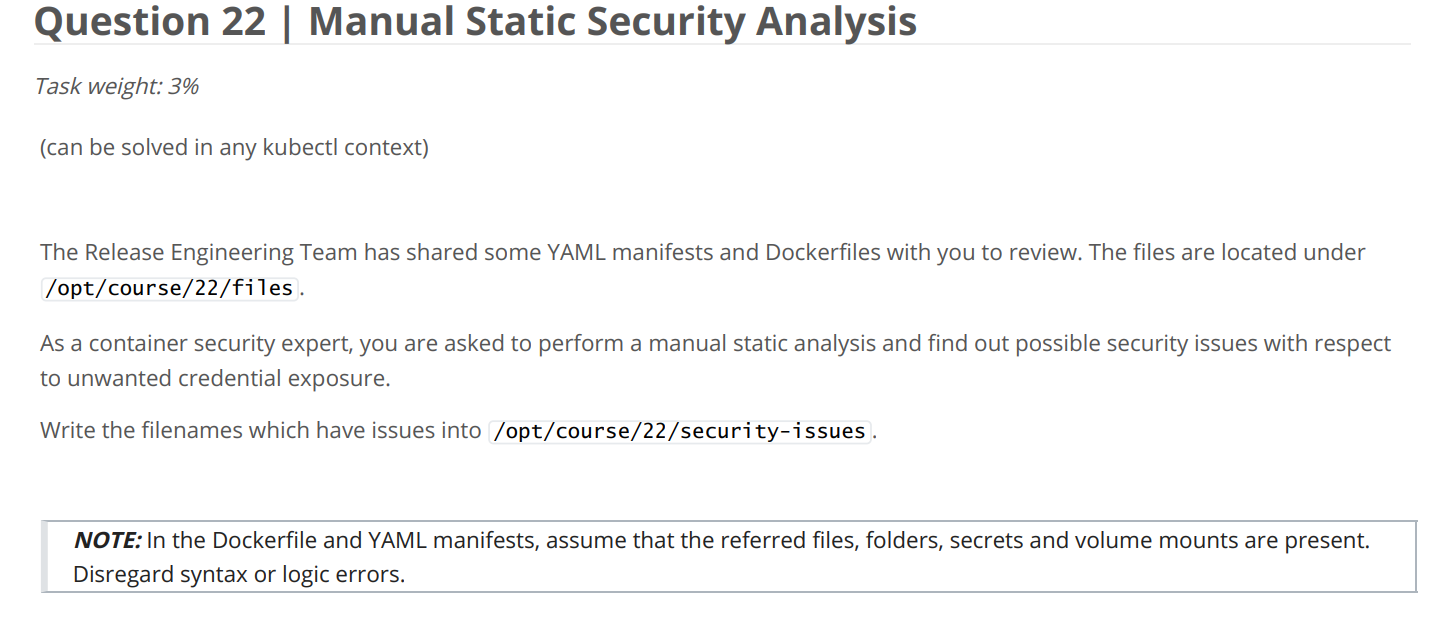 Question 22 | Manual Static Security Analysis
Task weight: 3%
(can be solved in any kubectl context)
The Release Engineering Team has shared some YAML manifests and Dockerfiles with you to review. The files are located under
/opt/course/22/files.
As a container security expert, you are asked to perform a manual static analysis and find out possible security issues with respect
to unwanted credential exposure.
Write the filenames which have issues into /opt/course/22/security-issues.
NOTE: In the Dockerfile and YAML manifests, assume that the referred files, folders, secrets and volume mounts are present.
Disregard syntax or logic errors.